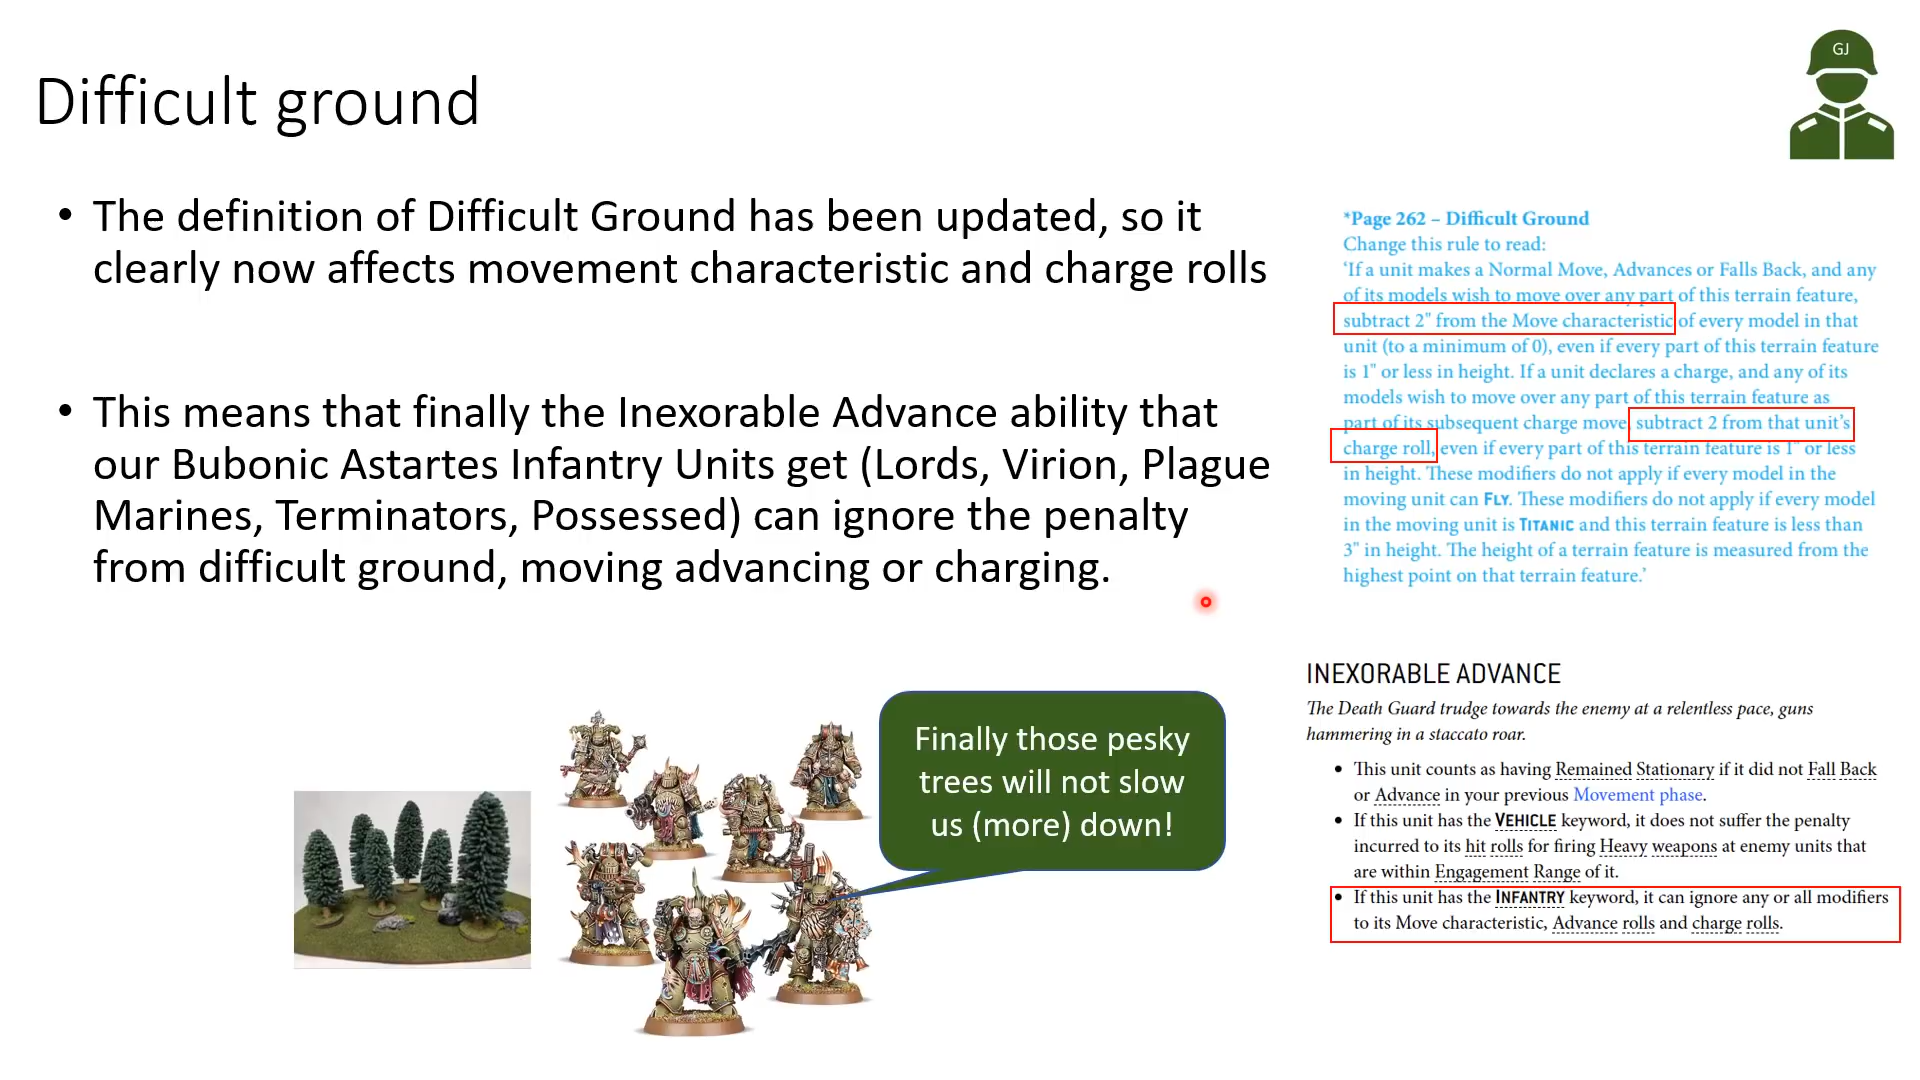 GJ
Difficult ground
• The definition of Difficult Ground has been updated, so it
clearly now affects movement characteristic and charge rolls
• This means that finally the Inexorable Advance ability that
our Bubonic Astartes Infantry Units get (Lords, Virion, Plague
Marines, Terminators, Possessed) can ignore the penalty
from difficult ground, moving advancing or charging.
Finally those pesky
trees will not slow
us (more) down!
*Page 262 – Difficult Ground
Change this rule to read:
‘If a unit makes a Normal Move, Advances or Falls Back, and any
of its models wish to move over any part of this terrain feature,
subtract 2" from the Move characteristic of every model in that
unit (to a minimum of 0), even if every part of this terrain feature
is 1" or less in height. If a unit declares a charge, and any of its
models wish to move over any part of this terrain feature as
part of its subsequent charge move, subtract 2 from that unit’s
charge roll, even if every part of this terrain feature is 1" or less
in height. These modifiers do not apply if every model in the
moving unit can FLY. These modifiers do not apply if every model
in the moving unit is TITANIC and this terrain feature is less than
3" in height. The height of a terrain feature is measured from the
highest point on that terrain feature.’
INEXORABLE ADVANCE
The Death Guard trudge towards the enemy at a relentless pace, guns
hammering in a staccato roar.
• This unit counts as having Remained Stationary if it did not Fall Back
or Advance in your previous Movement phase.
• If this unit has the VEHICLE keyword, it does not suffer the penalty
incurred to its hit rolls for firing Heavy weapons at enemy units that
are within Engagement Range of it.
• If this unit has the INFANTRY keyword, it can ignore any or all modifiers
to its Move characteristic, Advance rolls and charge rolls.